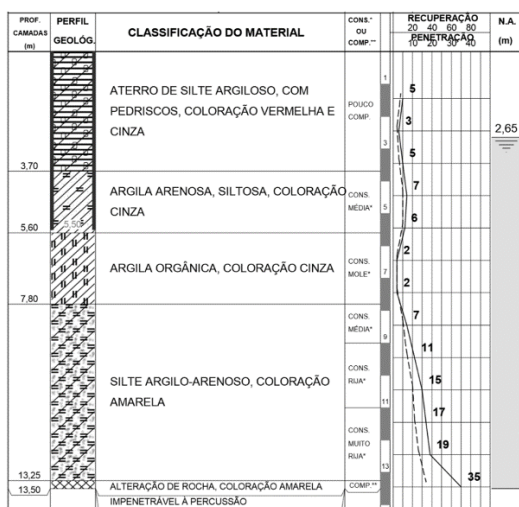 PROF.
CAMADAS
(m)
PERFIL
GEOLÓG.
CLASSIFICAÇÃO DO MATERIAL
CONS.*
OU
COMP.**
RECUPERAÇÃO
20 40 60 80
PENETRAÇÃO
10 20 30 40
N.A.
(m)
ATERRO DE SILTE ARGILOSO, COM
PEDRISCOS, COLORAÇÃO VERMELHA E
CINZA
POUCO
COMP.
1
3
5
3
5
2,65
3,70
ARGILA ARENOSA, SILTOSA, COLORAÇÃO
CINZA
CONS.
MÉDIA*
5
7
6
5,50
5,60
ARGILA ORGÂNICA, COLORAÇÃO CINZA
CONS.
MOLE*
7
2
2
7,80
SILTE ARGILO-ARENOSO, COLORAÇÃO
AMARELA
CONS.
MÉDIA*
9
7
CONS.
RIJA*
11
11
15
CONS.
MUITO
RIJA*
13
17
19
35
13,25
ALTERAÇÃO DE ROCHA, COLORAÇÃO AMARELA
COMP.**
13,50
IMPENETRÁVEL À PERCUSSÃO